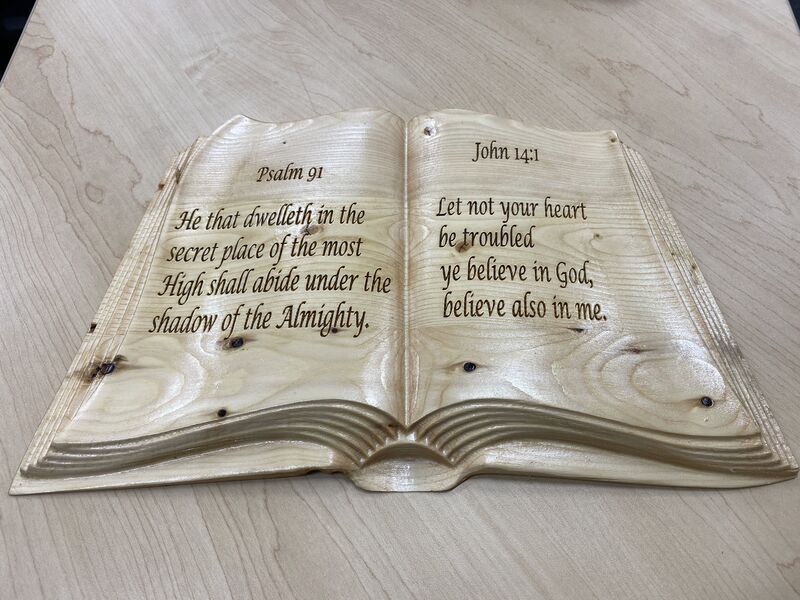 Psalm 91
He that dwelleth in the
secret place of the most
High shall abide under the
shadow of the Almighty.
John 14:1
Let not your heart
be troubled
ye believe in God,
believe also in me.